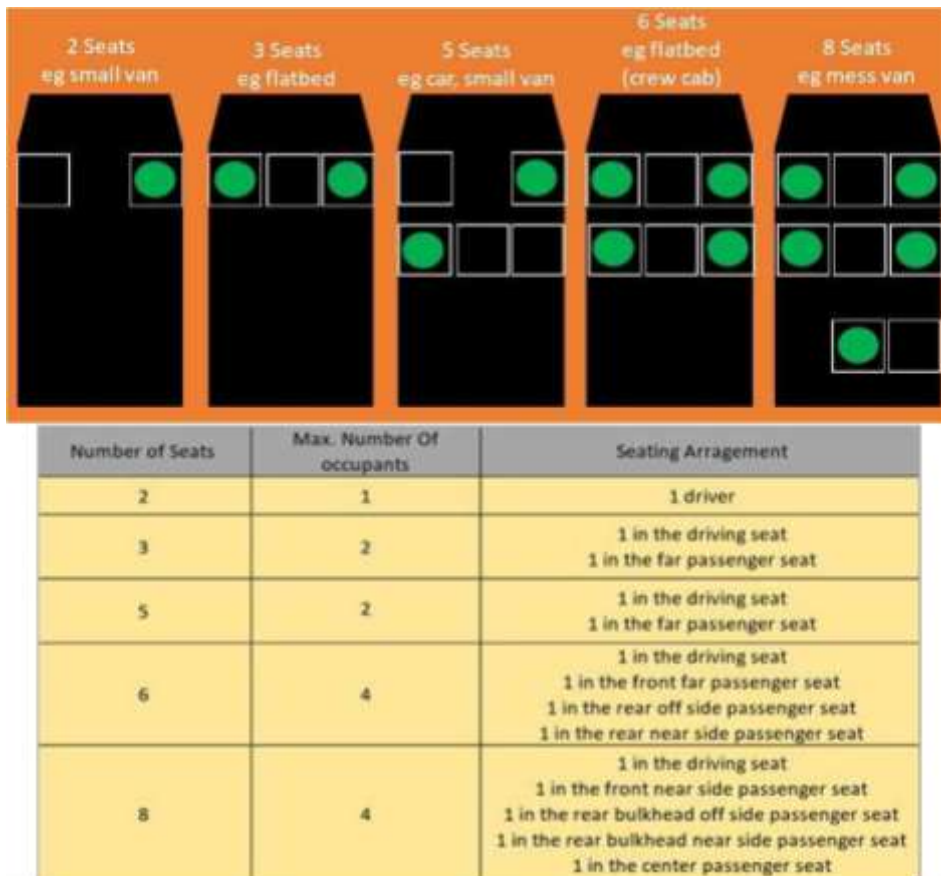 2 Seats
eg small van
3 Seats
eg flatbed
5 Seats
eg car, small van
6 Seats
eg flatbed
(crew cab)
8 Seats
eg mess van
Number of Seats
Max. Number Of
occupants
Seating Arragement
2
1
1 driver
3
2
1 in the driving seat
1 in the far passenger seat
5
2
1 in the driving seat
1 in the far passenger seat
6
4
1 in the driving seat
1 in the front far passenger seat
1 in the rear off side passenger seat
1 in the rear near side passenger seat
8
4
1 in the driving seat
1 in the front near side passenger seat
1 in the rear bulkhead off side passenger seat
1 in the rear bulkhead near side passenger seat
1 in the center passenger seat